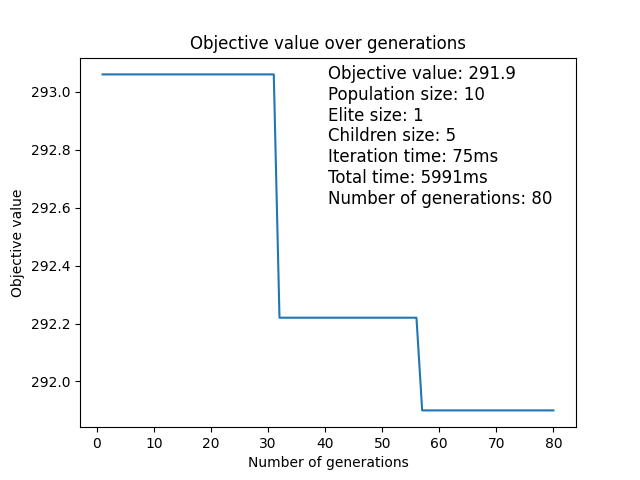 Objective value over generations
Objective value: 291.9
Population size: 10
Elite size: 1
Children size: 5
Iteration time: 75ms
Total time: 5991ms
Number of generations: 80
Objective value
293.0
292.8
292.6
292.4
292.2
292.0
0 10 20 30 40 50 60 70 80
Number of generations